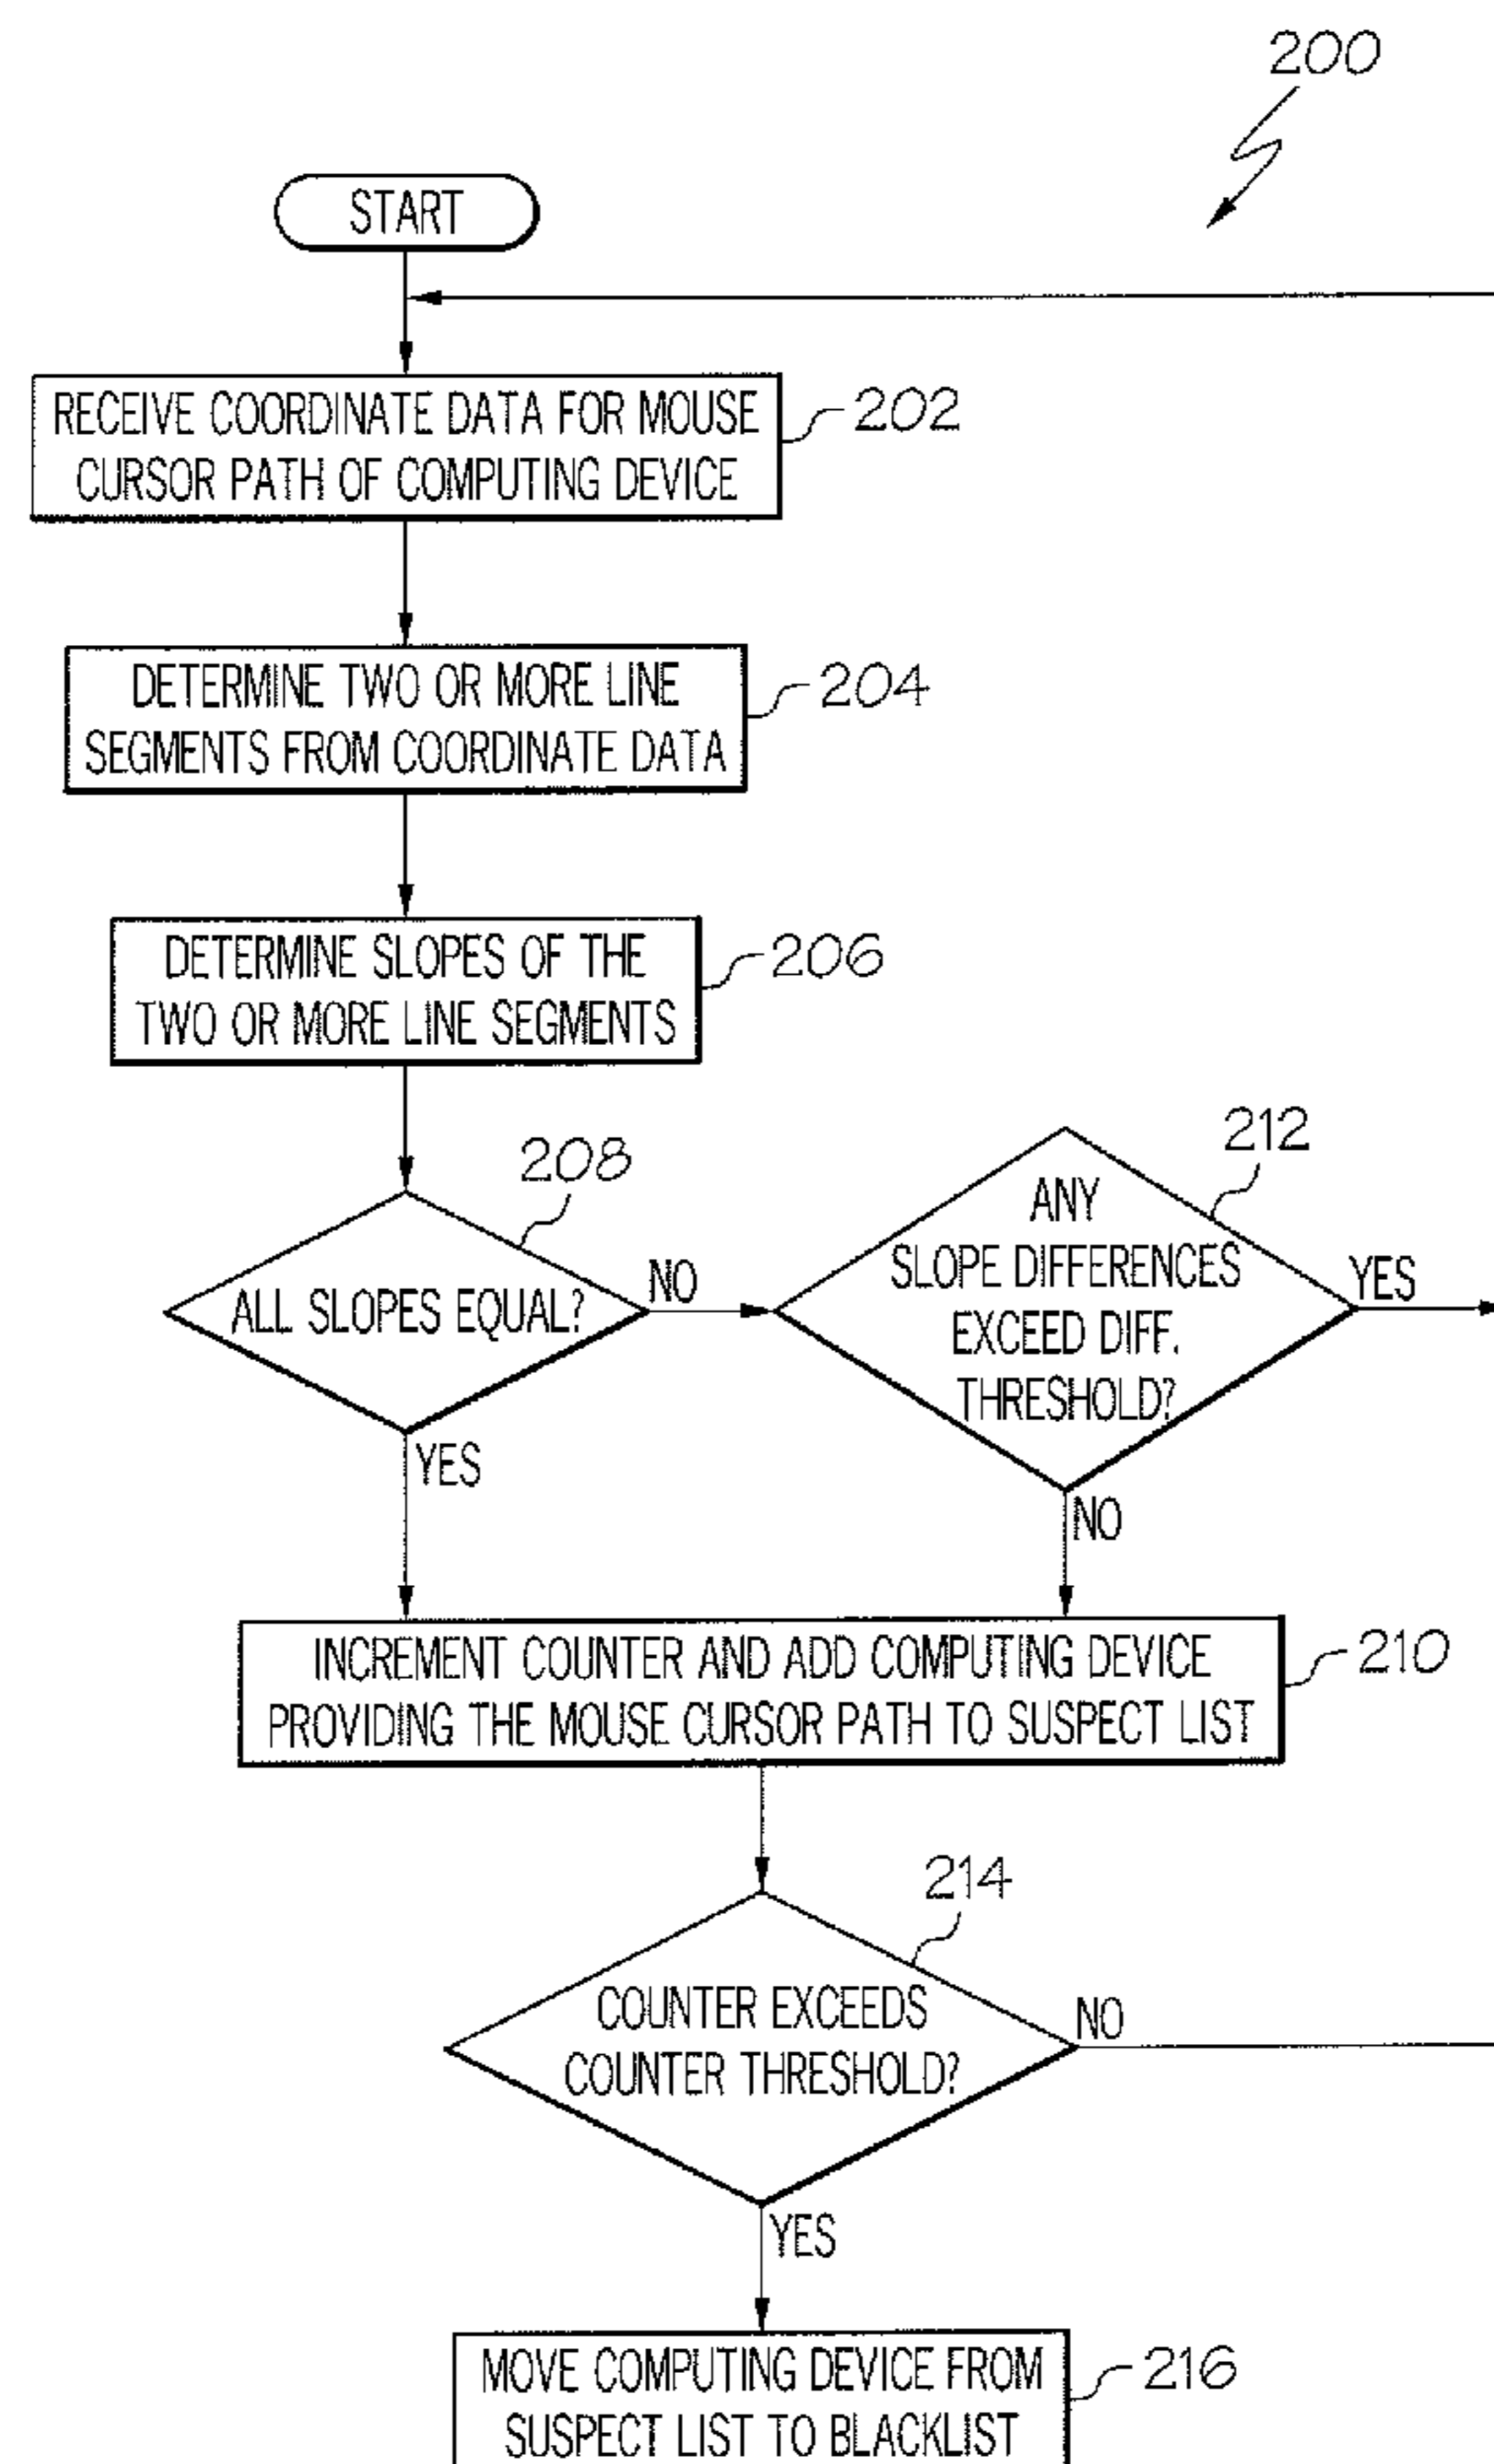 200
START
RECEIVE COORDINATE DATA FOR MOUSE
CURSOR PATH OF COMPUTING DEVICE
202
DETERMINE TWO OR MORE LINE
SEGMENTS FROM COORDINATE DATA
204
DETERMINE SLOPES OF THE
TWO OR MORE LINE SEGMENTS
206
208
ALL SLOPES EQUAL?
NO
YES
212
ANY
SLOPE DIFFERENCES
EXCEED DIFF.
THRESHOLD?
YES
NO
INCREMENT COUNTER AND ADD COMPUTING DEVICE
PROVIDING THE MOUSE CURSOR PATH TO SUSPECT LIST
210
214
COUNTER EXCEEDS
COUNTER THRESHOLD?
NO
YES
MOVE COMPUTING DEVICE FROM
SUSPECT LIST TO BLACKLIST
216